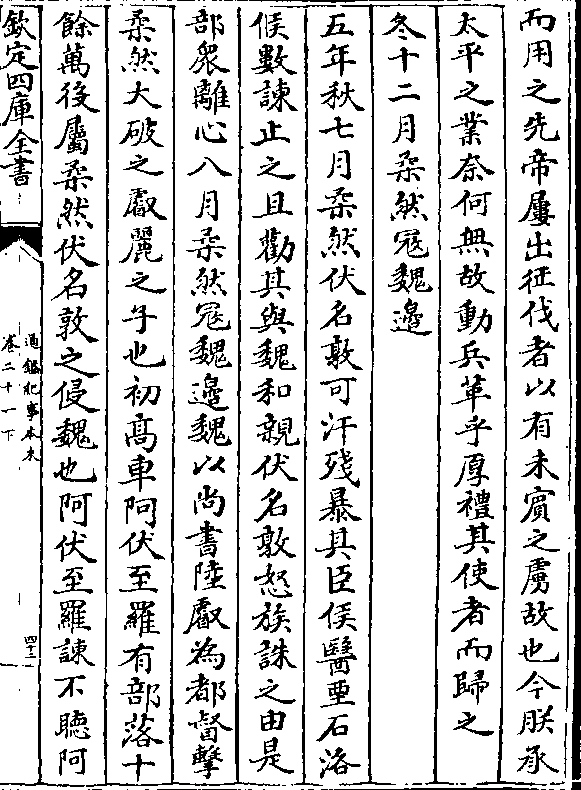 而用之先帝屢出征伐者以有未賓之虜故也今朕承
太平之業奈何無故動兵革乎厚禮其使者而歸之
冬十二月柔然寇魏邊
五年秋七月柔然伏名敦可汗殘暴其臣侯醫垔石洛
候數諫止之且勸其與魏和親伏名敦怒族誅之由是
部衆離心八月柔然寇魏邊魏以尚書陸叡為都督擊
柔然大破之叡麗之子也初高車阿伏至羅有部落十
餘萬役屬柔然伏名敦之侵魏也阿伏至羅諫不聽阿
欽定四庫全書
通鑑紀事本末
卷二十一下
四十二